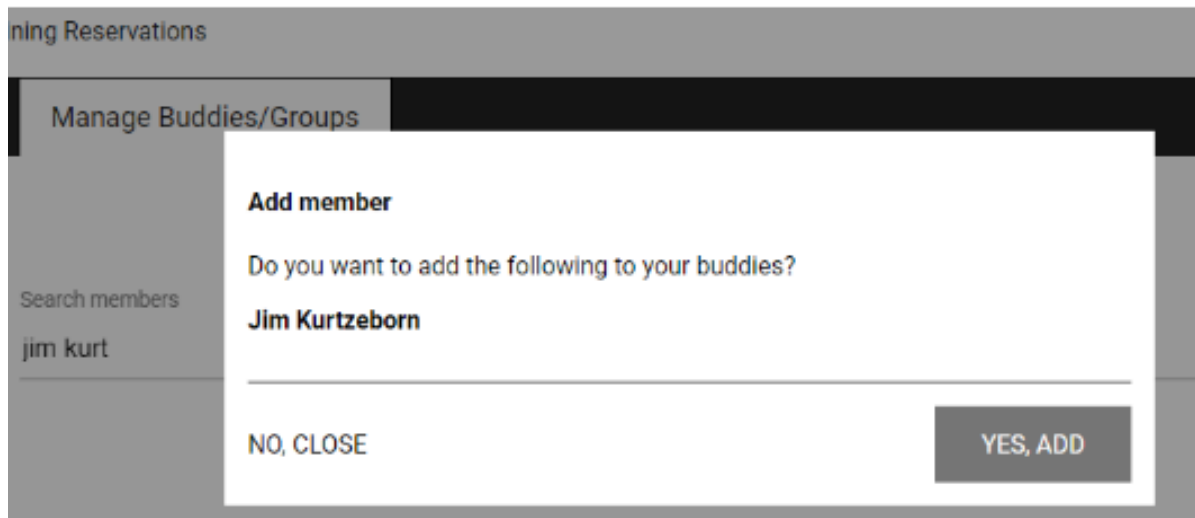 ning Reservations
Manage Buddies/Groups
Add member
Do you want to add the following to your buddies?
Search members
Jim Kurtzeborn
jim kurt
NO, CLOSE
YES, ADD